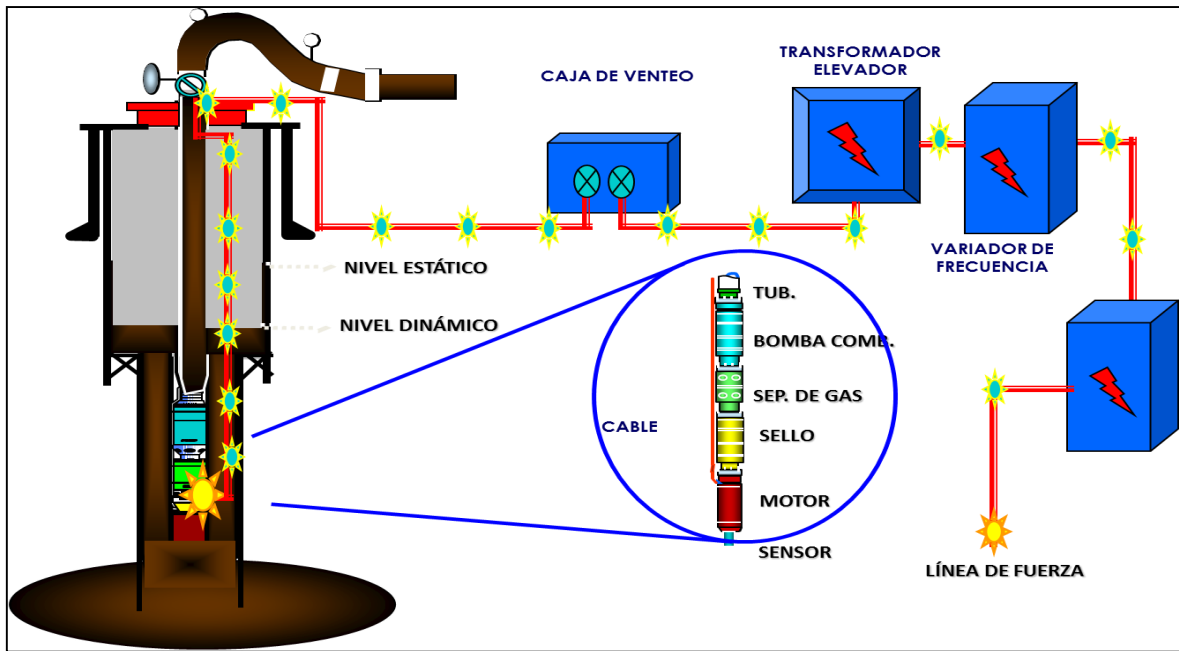 TRANSFORMADOR
ELEVADOR
CAJA DE VENTEO
VARIADOR DE
FRECUENCIA
NIVEL ESTÁTICO
NIVEL DINÁMICO
TUB.
BOMBA COMB.
SEP. DE GAS
CABLE
SELLO
MOTOR
SENSOR
LÍNEA DE FUERZA